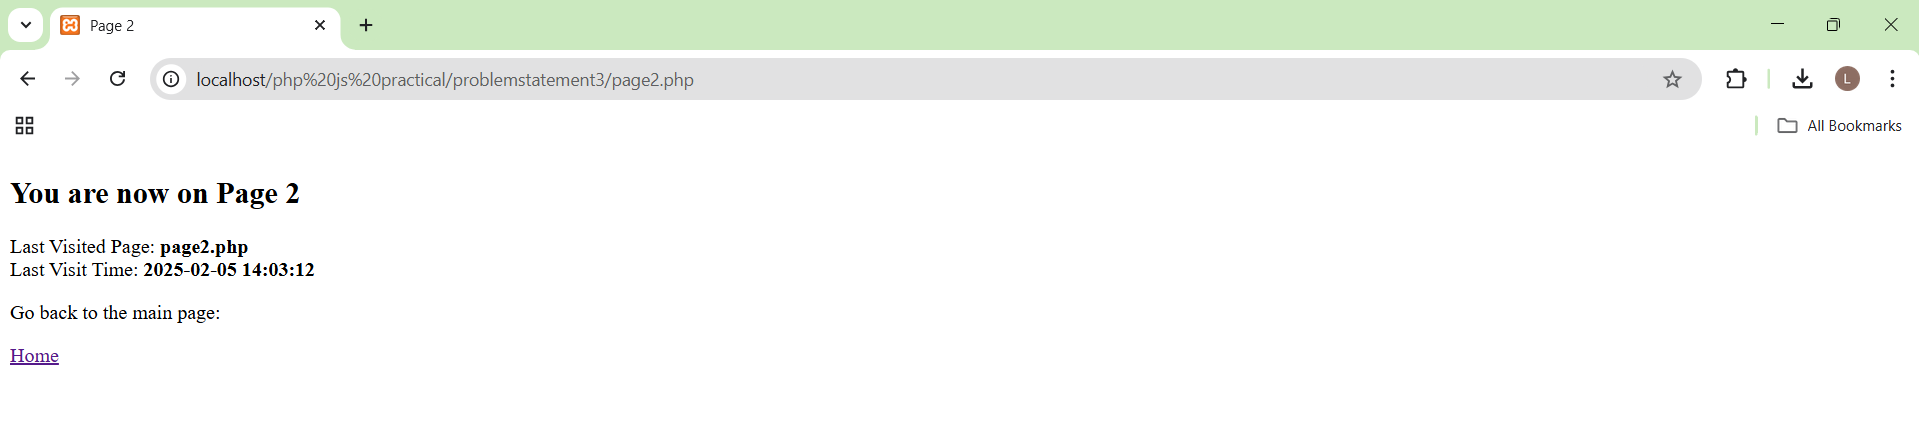 Page 2
localhost/php%20js%20practical/problemstatement3/page2.php
L
All Bookmarks
You are now on Page 2
Last Visited Page: page2.php
Last Visit Time: 2025-02-05 14:03:12
Go back to the main page:
Home